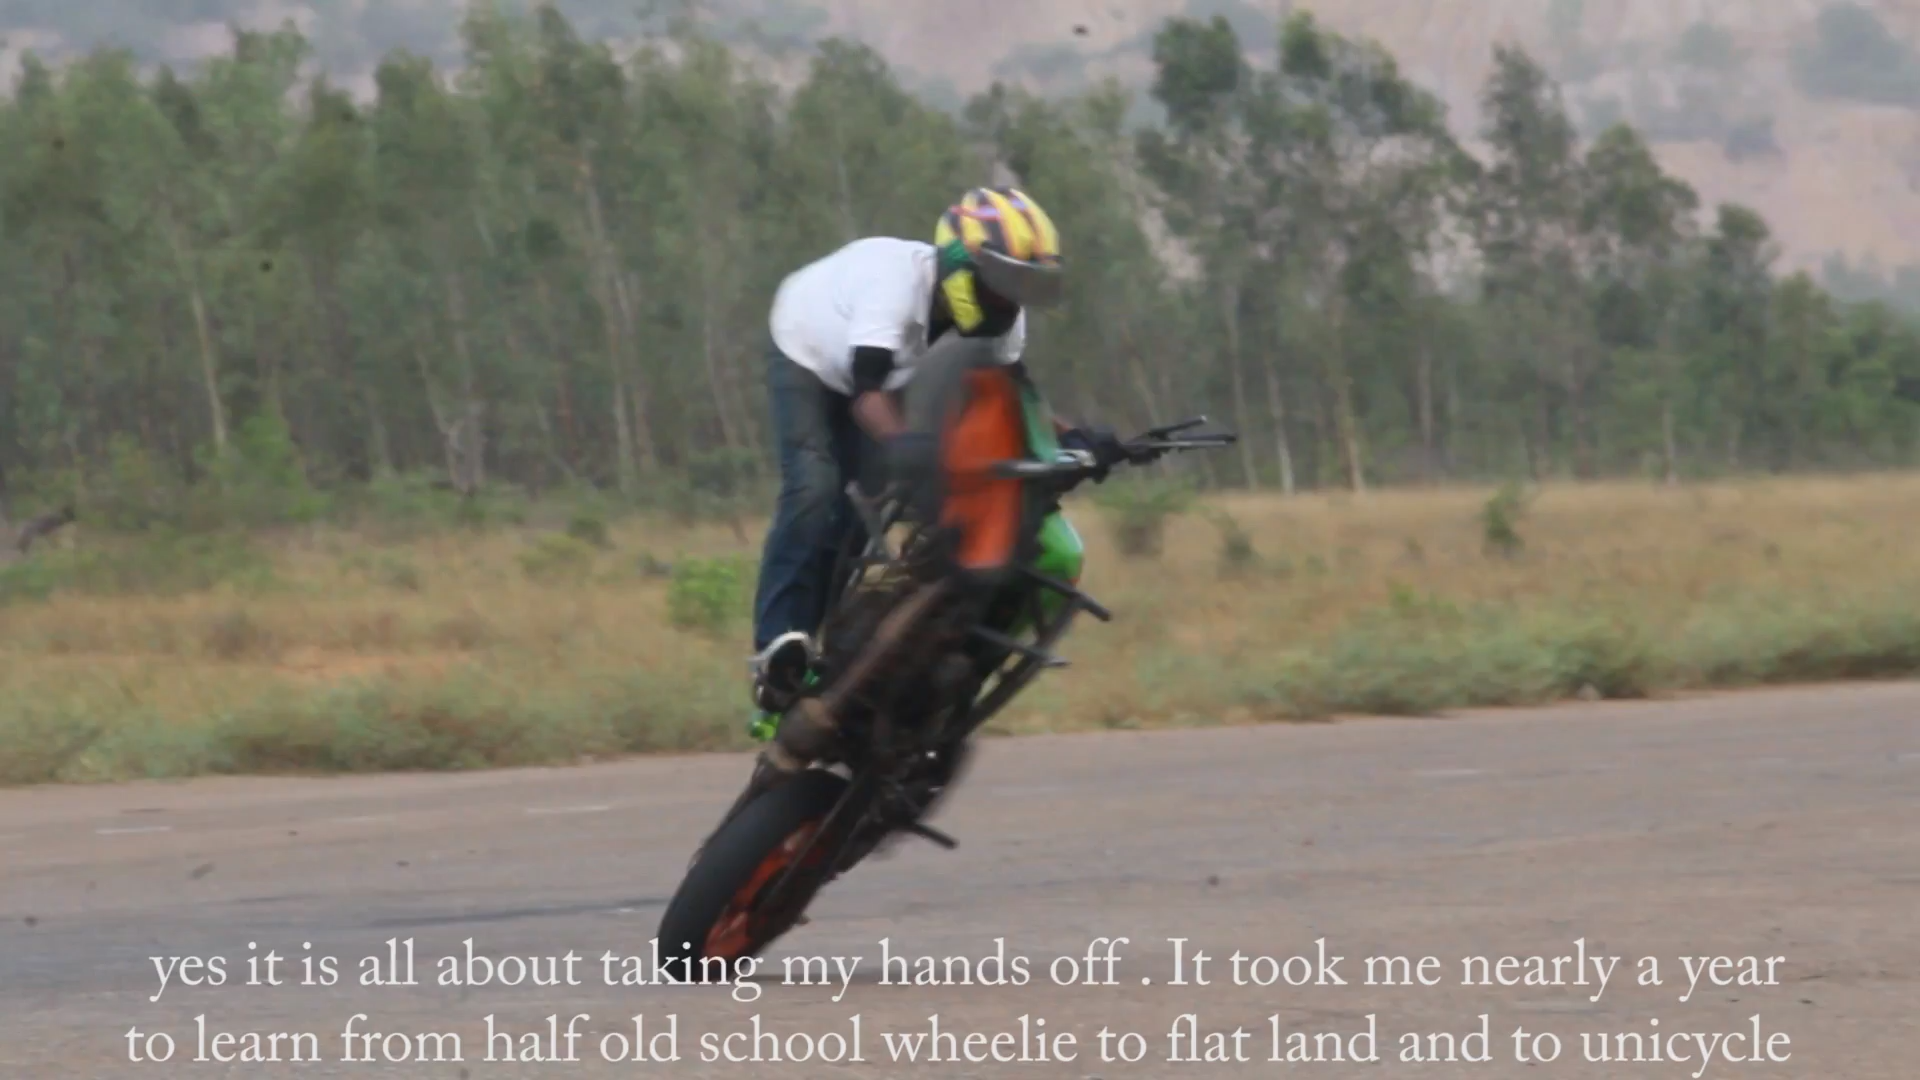 yes it is all about taking my hands off . It took me nearly a year
to learn from half old school wheelie to flat land and to unicycle